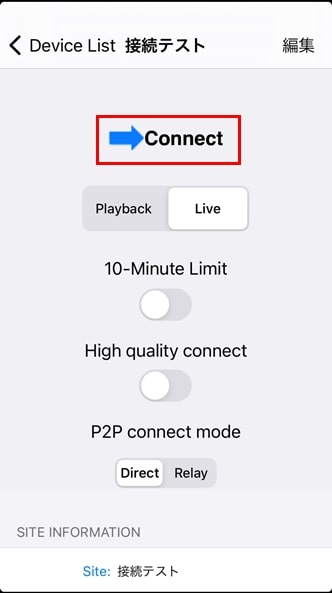 Device List 接続テスト 編集
Connect
Playback Live
10-Minute Limit
High quality connect
P2P connect mode
Direct Relay
SITE INFORMATION
Site: 接続テスト